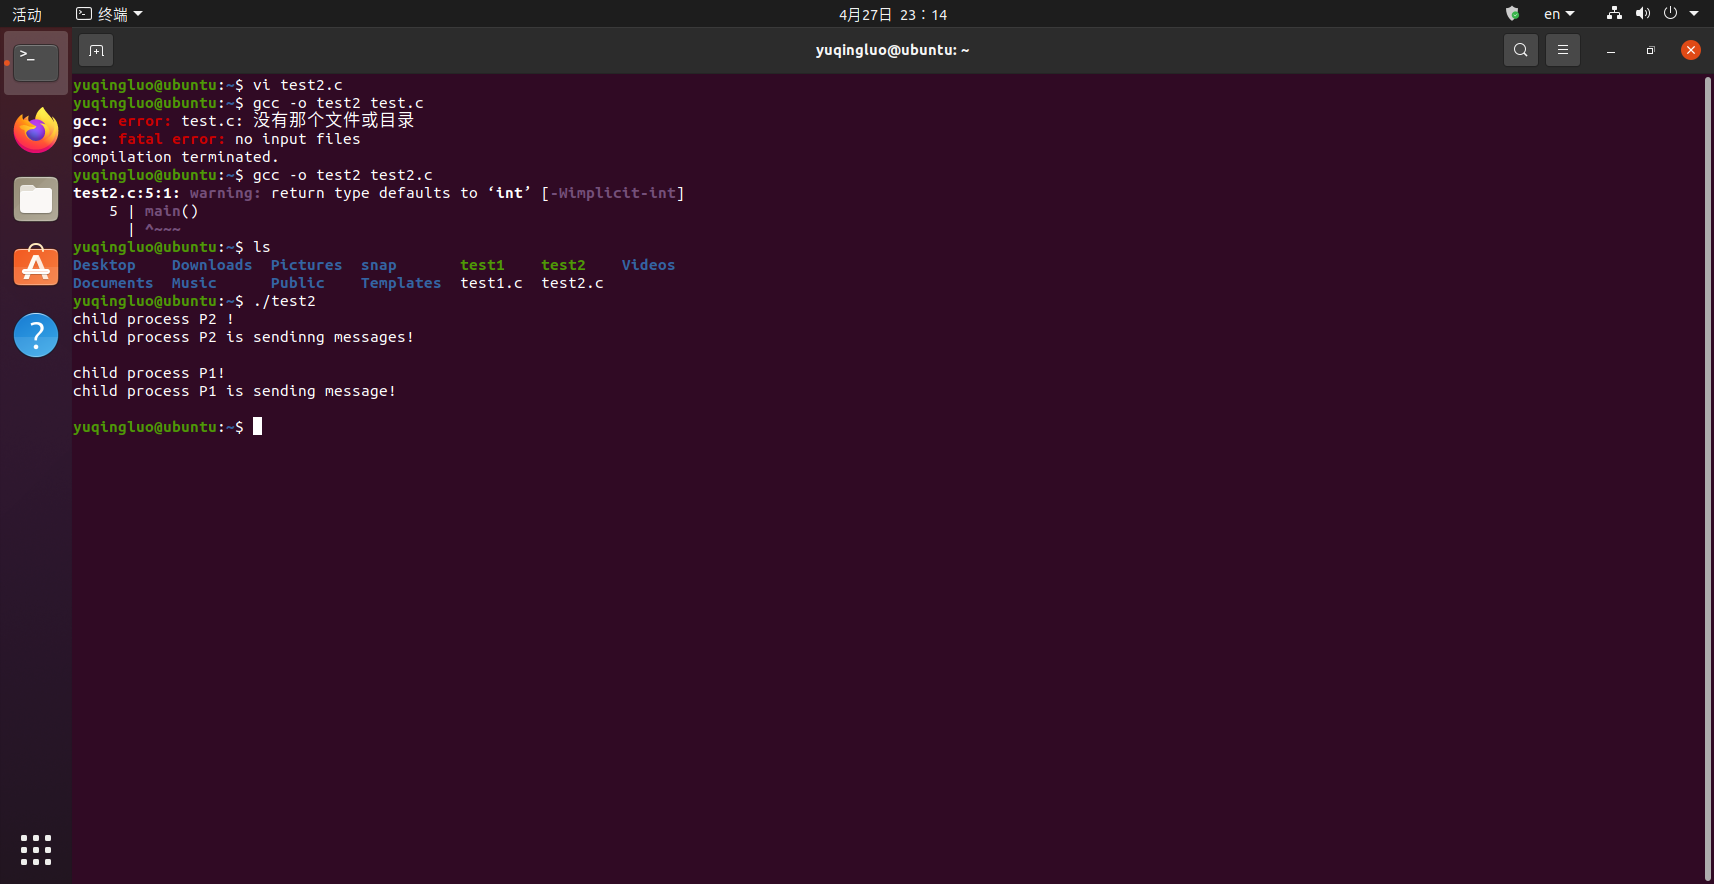 活动 终端 4月27日 23：14 en
yuqingluo@ubuntu: ~
yuqingluo@ubuntu:~$ vi test2.c
yuqingluo@ubuntu:~$ gcc -o test2 test.c
gcc: error: test.c: 没有那个文件或目录
gcc: fatal error: no input files
compilation terminated.
yuqingluo@ubuntu:~$ gcc -o test2 test2.c
test2.c:5:1: warning: return type defaults to ‘int’ [-Wimplicit-int]
    5 | main()
      | ^~~~
yuqingluo@ubuntu:~$ ls
Desktop    Downloads  Pictures  snap       test1    test2    Videos
Documents  Music      Public    Templates  test1.c  test2.c
yuqingluo@ubuntu:~$ ./test2
child process P2 !
child process P2 is sendinng messages!
child process P1!
child process P1 is sending message!
yuqingluo@ubuntu:~$